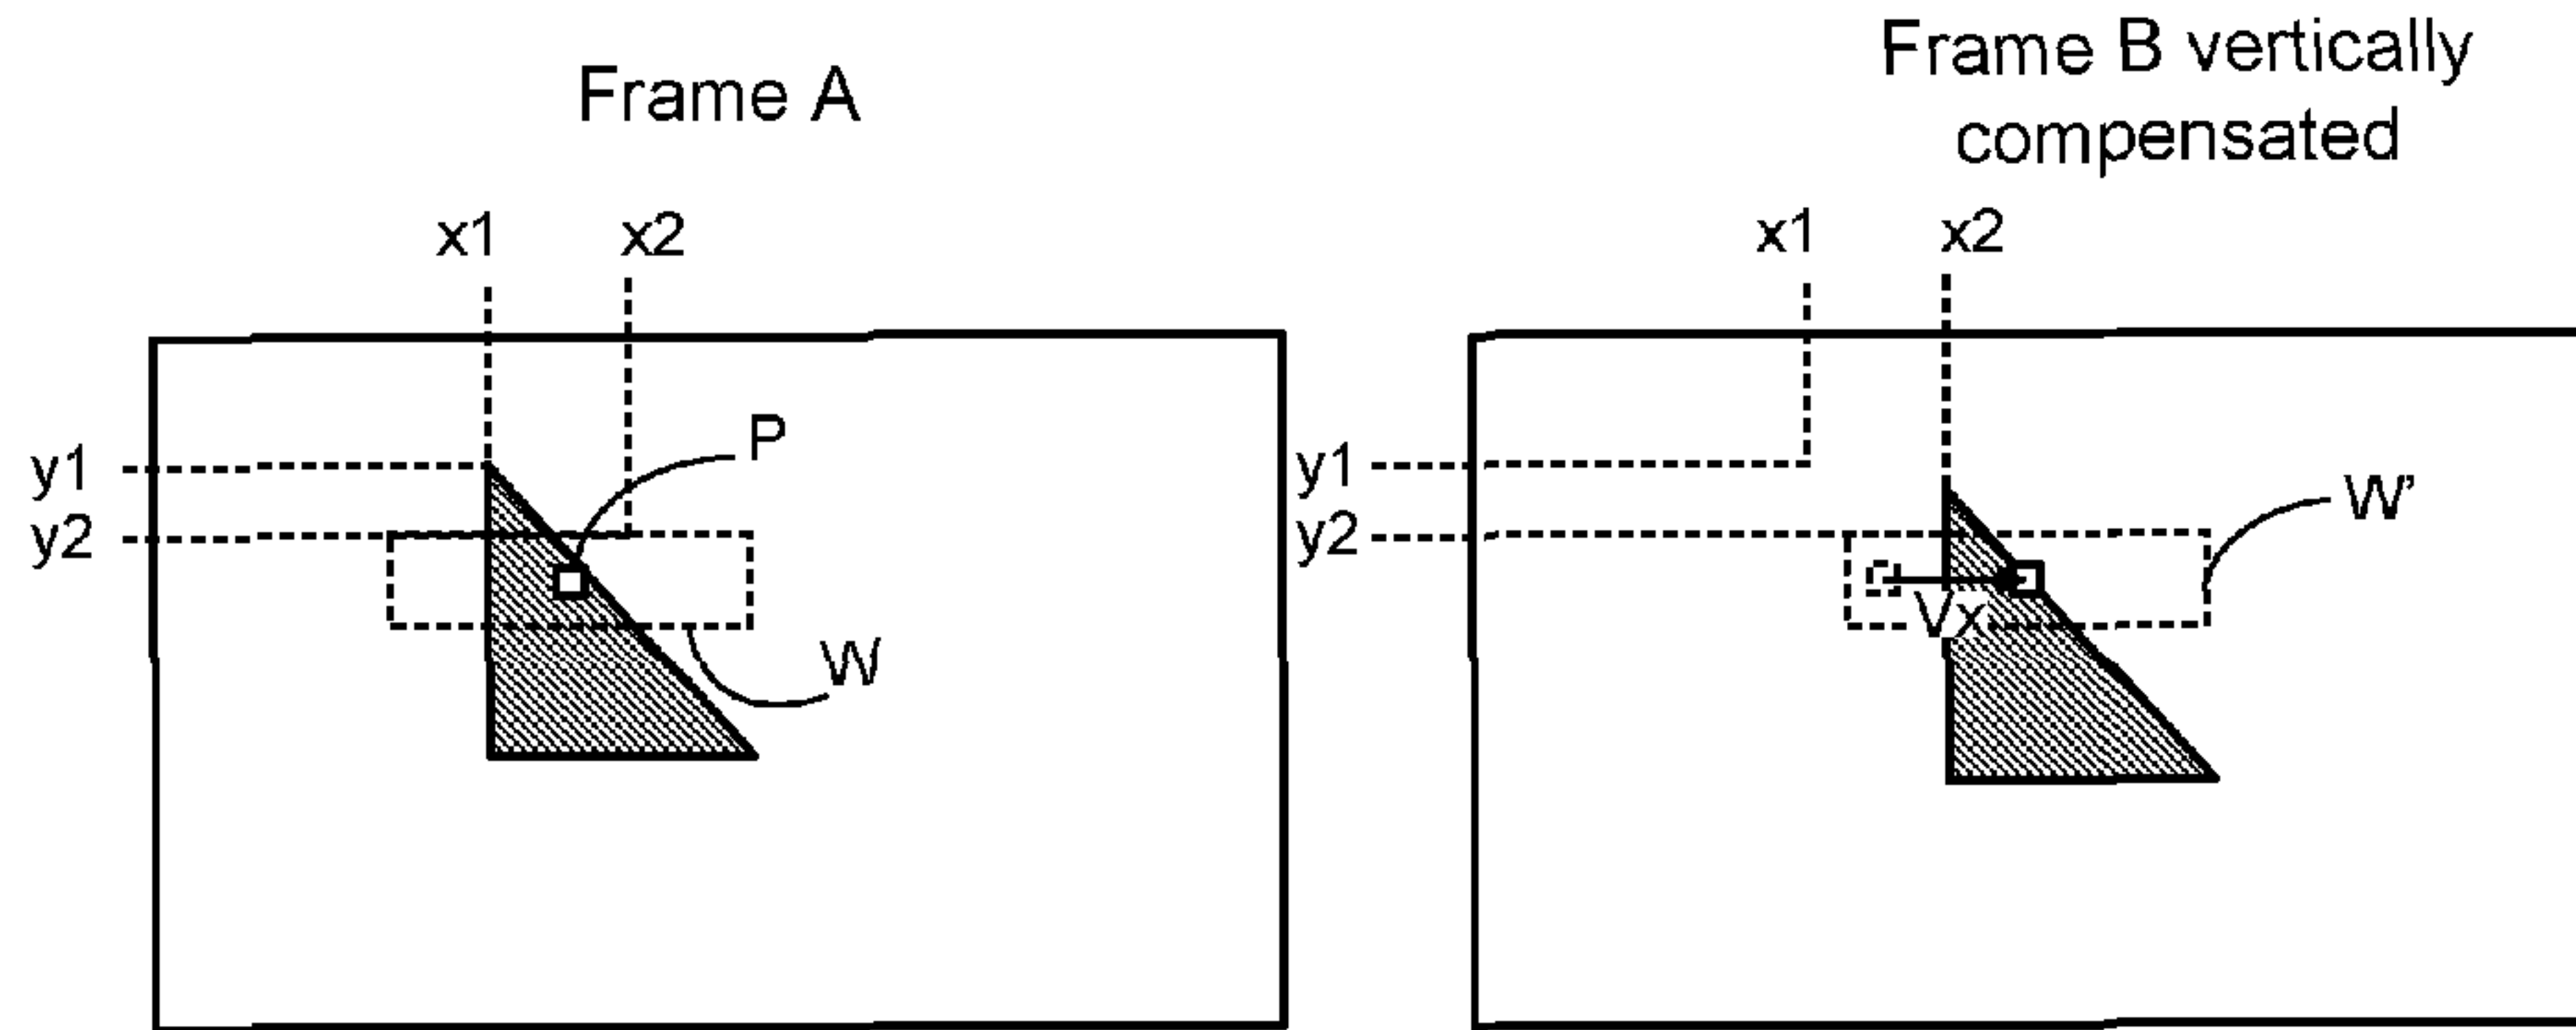 Frame A
x1 x2
y1
y2
P
W
Frame B vertically
compensated
x1 x2
y1
y2
W'
Vx